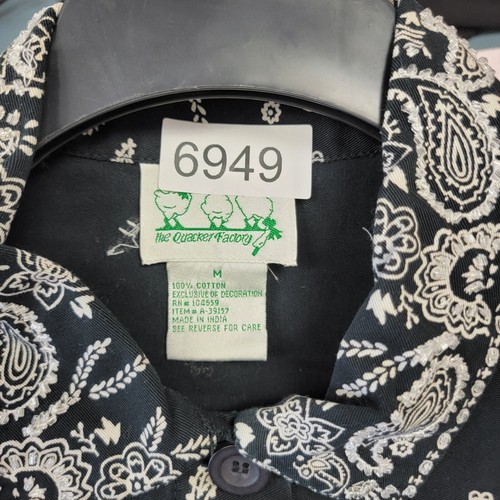 6949
the Quacker Factory
M
100% COTTON
EXCLUSIVE OF DECORATION
RN# 104559
ITEM# A-39157
MADE IN INDIA
SEE REVERSE FOR CARE